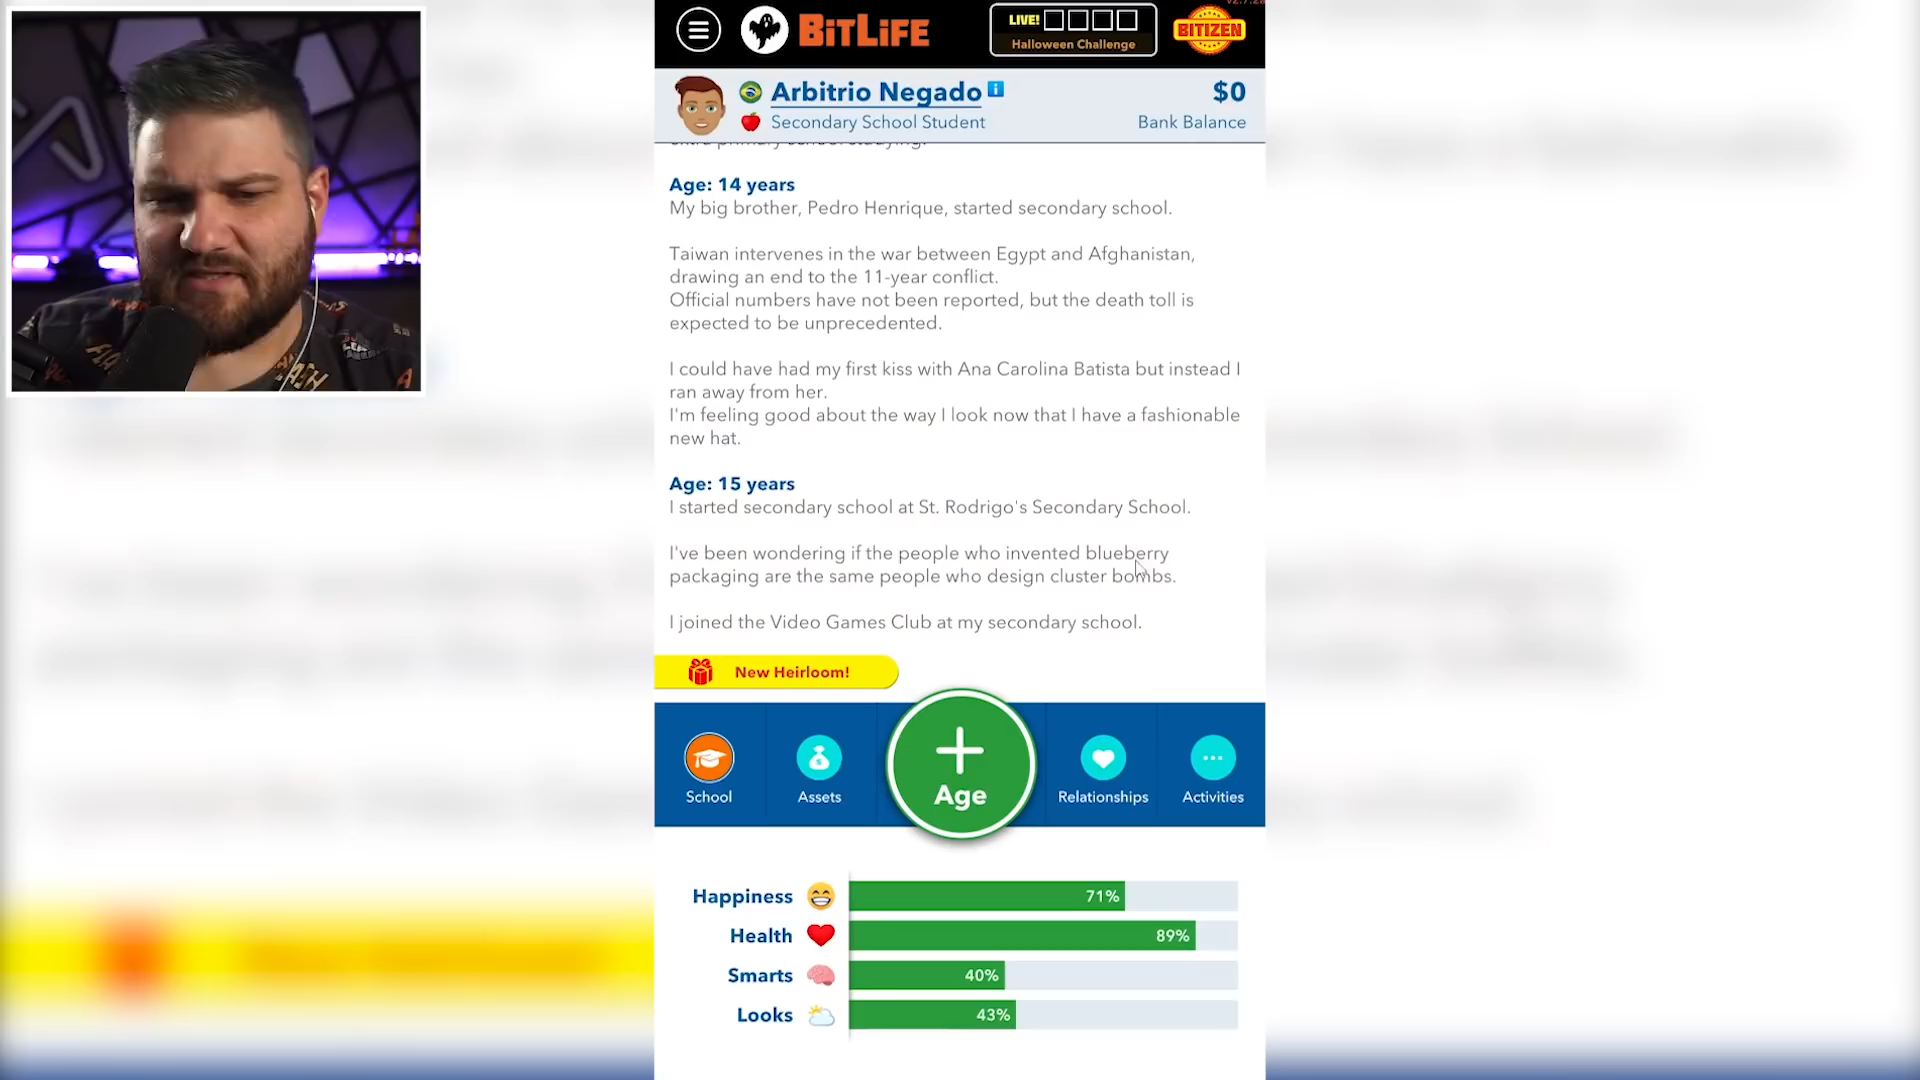 v2.7.28
BiTLiFE
LIVE!
Halloween Challenge
BITIZEN
Arbitrio Negado
$0
Secondary School Student
Bank Balance
extra primary school studying.
Age: 14 years
My big brother, Pedro Henrique, started secondary school.
Taiwan intervenes in the war between Egypt and Afghanistan,
drawing an end to the 11-year conflict.
Official numbers have not been reported, but the death toll is
expected to be unprecedented.
I could have had my first kiss with Ana Carolina Batista but instead I
ran away from her.
I'm feeling good about the way I look now that I have a fashionable
new hat.
Age: 15 years
I started secondary school at St. Rodrigo's Secondary School.
I've been wondering if the people who invented blueberry
packaging are the same people who design cluster bombs.
I joined the Video Games Club at my secondary school.
New Heirloom!
School
Assets
Age
Relationships
Activities
Happiness 71%
Health 89%
Smarts 40%
Looks 43%